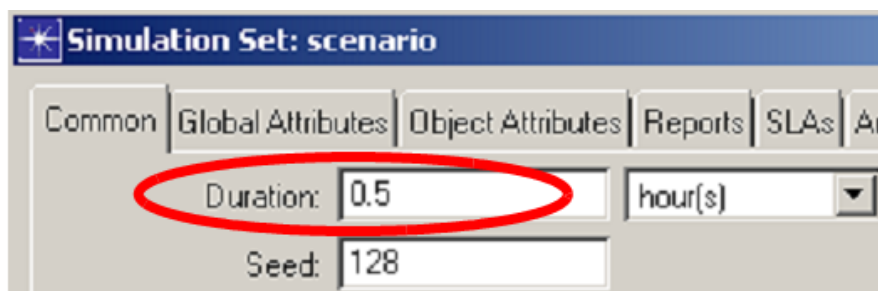 Simulation Set: scenario
Common Global Attributes Object Attributes Reports SLAs
Duration: 0.5 hour(s)
Seed: 128